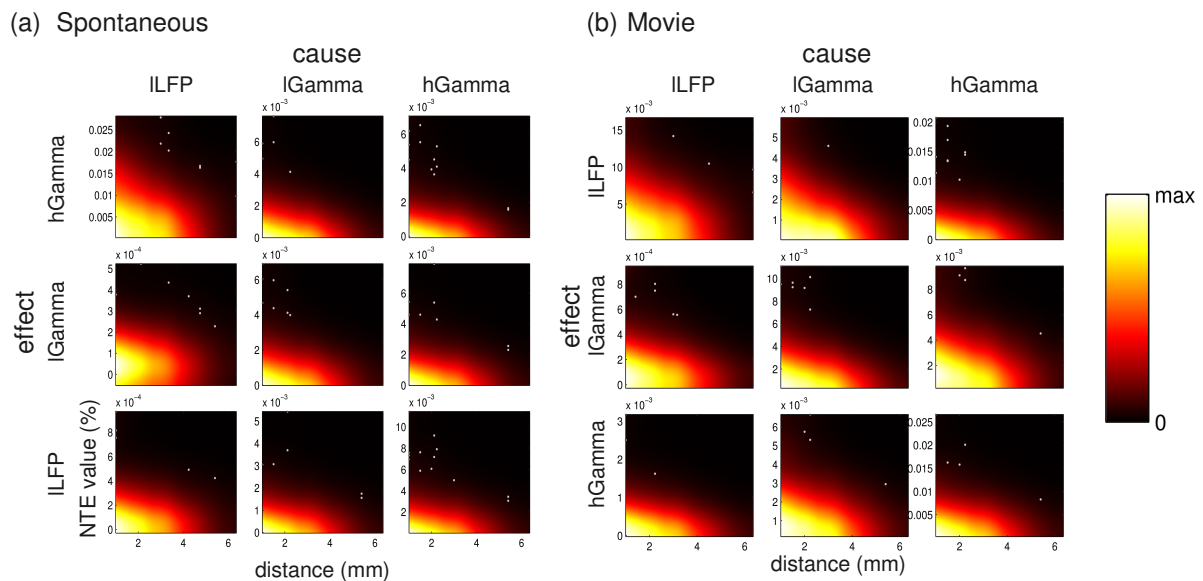 (a) Spontaneous
(b) Movie
cause
lLFP
lGamma
hGamma
cause
lLFP
lGamma
hGamma
effect
hGamma
lGamma
lLFP
NTE value (%)
effect
lLFP
lGamma
hGamma
0.025
0.02
0.015
0.01
0.005
x 10⁻³
6
4
2
0
x 10⁻³
6
5
4
3
2
1
0
x 10⁻³
15
10
5
x 10⁻³
5
4
3
2
1
0.02
0.015
0.01
0.005
0
max
0
x 10⁻⁴
5
4
3
2
1
0
x 10⁻³
6
4
2
0
x 10⁻³
6
4
2
0
x 10⁻⁴
8
6
4
2
0
x 10⁻³
10
8
6
4
2
0
x 10⁻³
8
6
4
2
0
x 10⁻⁴
8
6
4
2
0
x 10⁻³
5
4
3
2
1
0
x 10⁻³
10
8
6
4
2
0
x 10⁻³
3
2
1
0
x 10⁻³
6
5
4
3
2
1
0.025
0.02
0.015
0.01
0.005
0
2 4 6
2 4 6
2 4 6
2 4 6
2 4 6
2 4 6
distance (mm)
distance (mm)